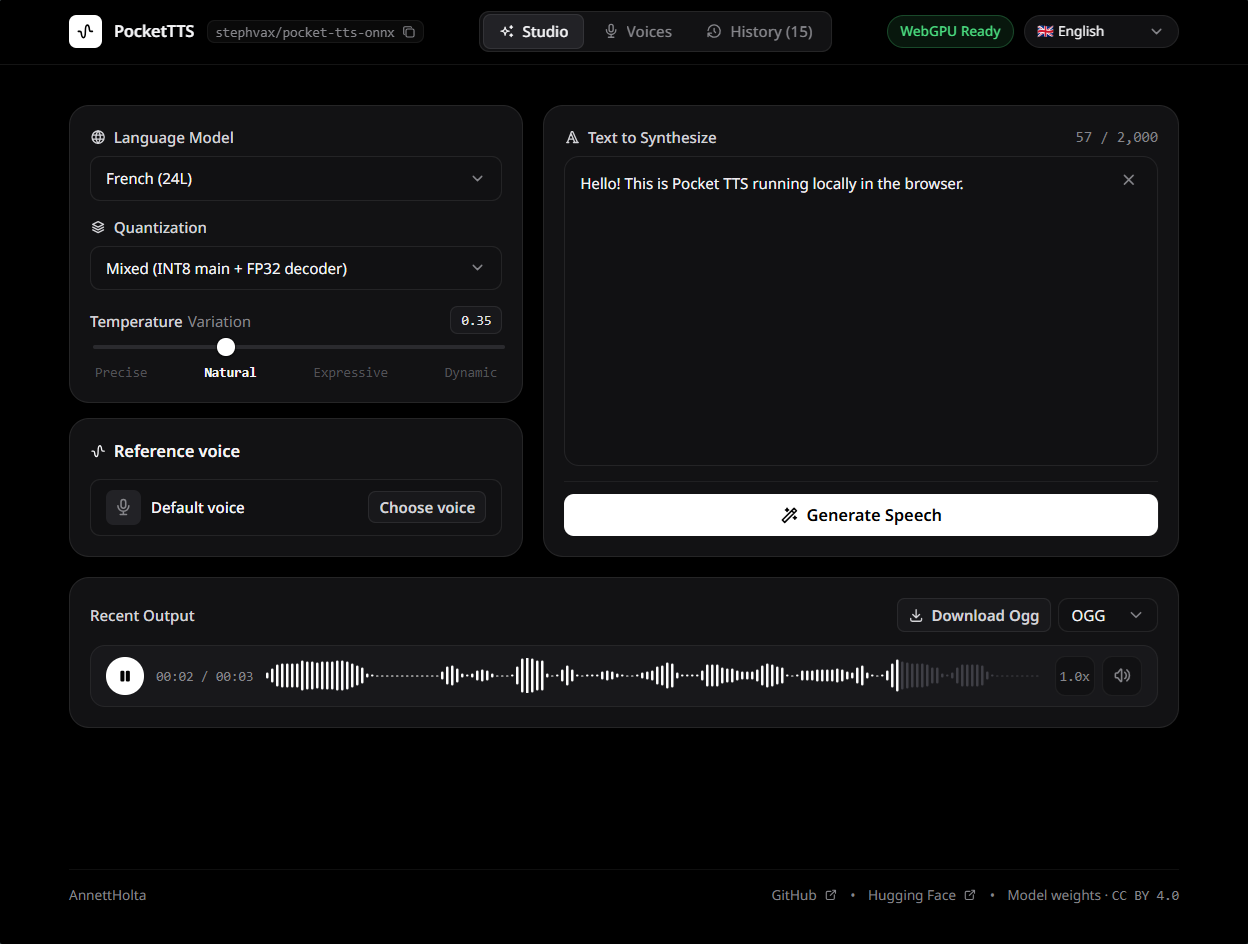 PocketTTS
stephvax/pocket-tts-onnx
Studio
Voices
History (15)
WebGPU Ready
🇬🇧 English
Language Model
French (24L)
Quantization
Mixed (INT8 main + FP32 decoder)
Temperature Variation
0.35
Precise
Natural
Expressive
Dynamic
Reference voice
Default voice
Choose voice
Text to Synthesize
57 / 2,000
Hello! This is Pocket TTS running locally in the browser.
Generate Speech
Recent Output
Download Ogg
OGG
00:02 / 00:03
1.0x
AnnettHolta
GitHub • Hugging Face • Model weights · CC BY 4.0